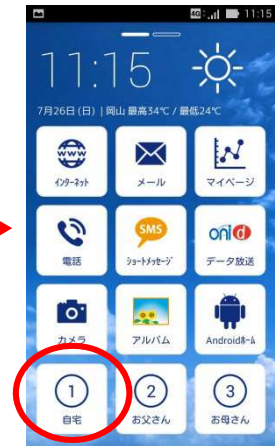 4G 11:15
11:15
7月26日(日) | 岡山 最高34℃ / 最低24℃
www
インターネット
メール
マイページ
電話
SMS
ショートメッセージ
onid
データ放送
カメラ
アルバム
Androidホーム
1
自宅
2
お父さん
3
お母さん